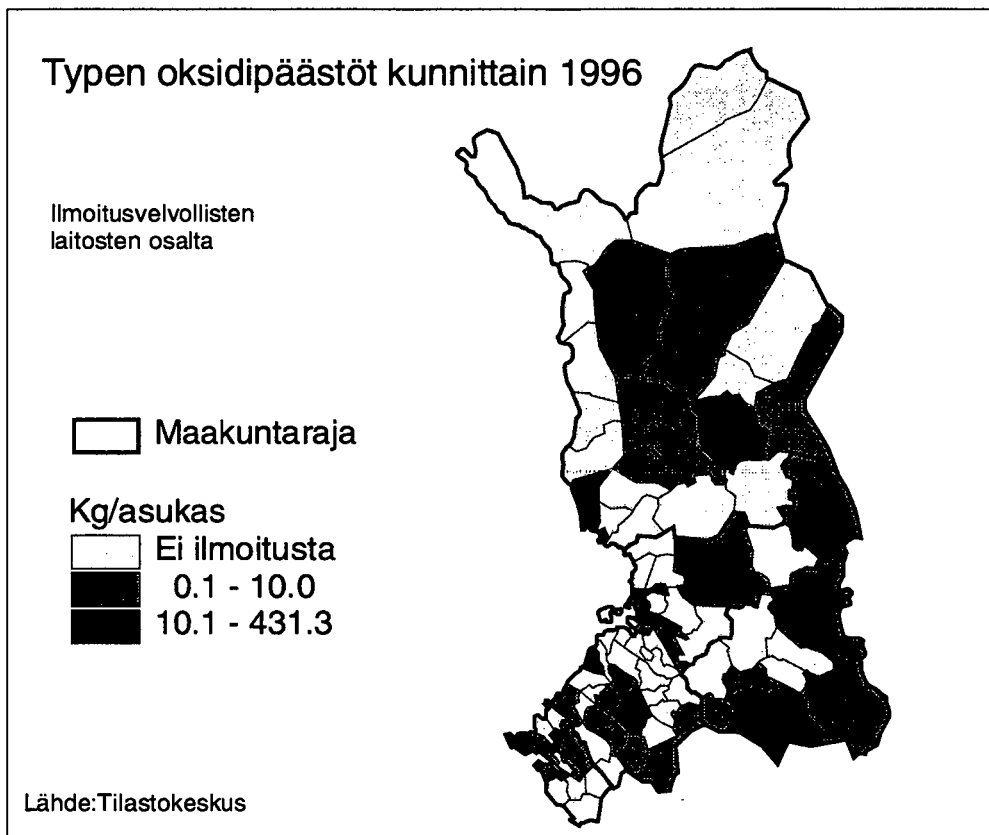 Typen oksidipäästöt kunnittain 1996
Ilmoitusvelvollisten
laitosten osalta
Maakuntaraja
Kg/asukas
Ei ilmoitusta
0.1 - 10.0
10.1 - 431.3
Lähde:Tilastokeskus